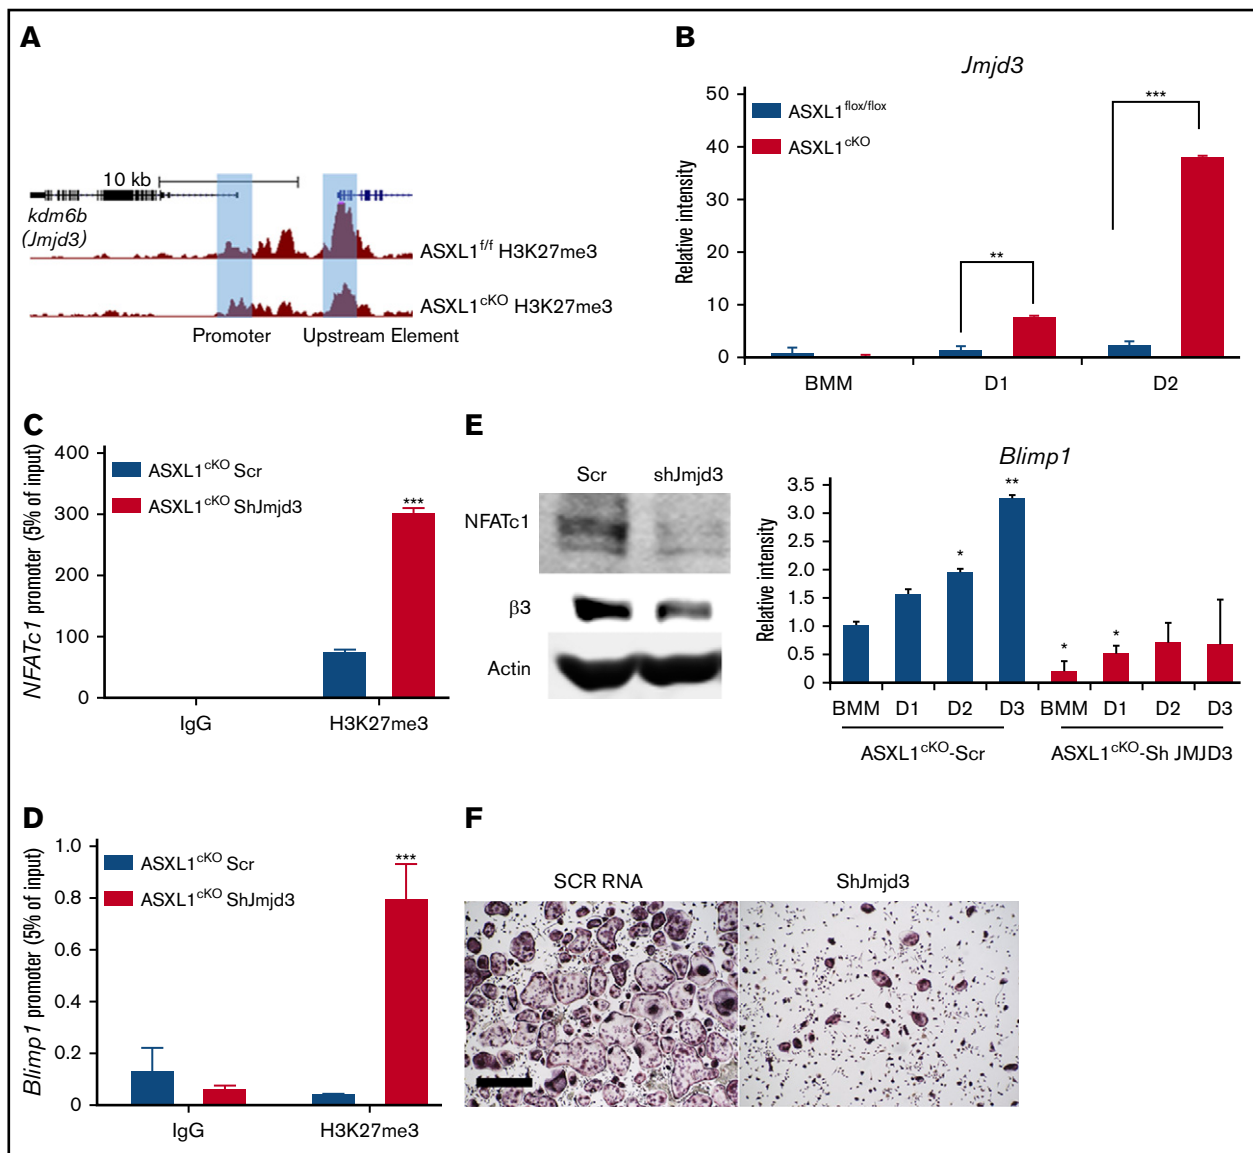 A
10 kb
kdm6b
(Jmjd3)
ASXL1f/f H3K27me3
ASXL1cKO H3K27me3
Promoter
Upstream Element
B
Jmjd3
ASXL1flox/flox
ASXL1cKO
Relative intensity
50
40
30
20
10
0
**
***
BMM
D1
D2
C
NFATc1 promoter (5% of input)
400
300
200
100
0
ASXL1cKO Scr
ASXL1cKO ShJmjd3
***
IgG
H3K27me3
E
Scr
shJmjd3
NFATc1
β3
Actin
Blimp1
Relative intensity
3.5
3.0
2.5
2.0
1.5
1.0
0.5
0
*
**
*
*
BMM D1 D2 D3 BMM D1 D2 D3
ASXL1cKO-Scr
ASXL1cKO-Sh JMJD3
D
Blimp1 promoter (5% of input)
1.0
0.8
0.6
0.4
0.2
0
ASXL1cKO Scr
ASXL1cKO ShJmjd3
***
IgG
H3K27me3
F
SCR RNA
ShJmjd3